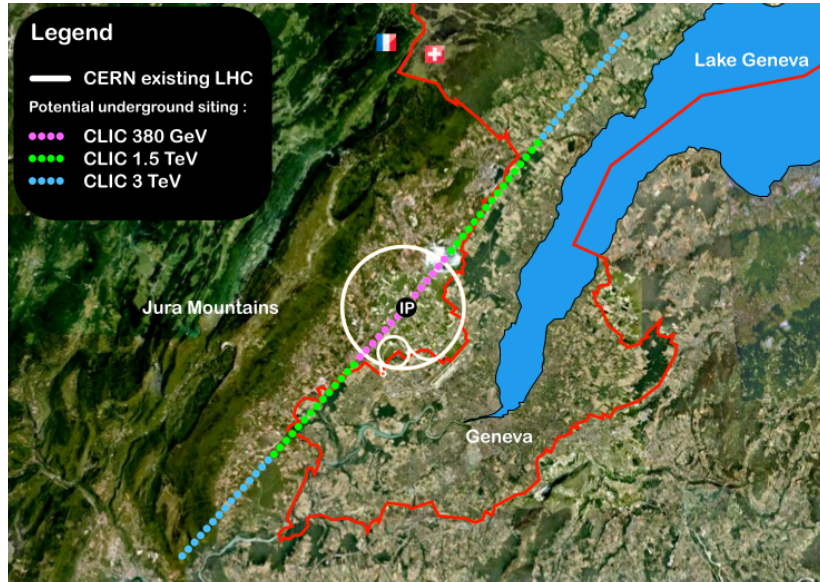 Legend
CERN existing LHC
Potential underground siting :
CLIC 380 GeV
CLIC 1.5 TeV
CLIC 3 TeV
Lake Geneva
Jura Mountains
IP
Geneva